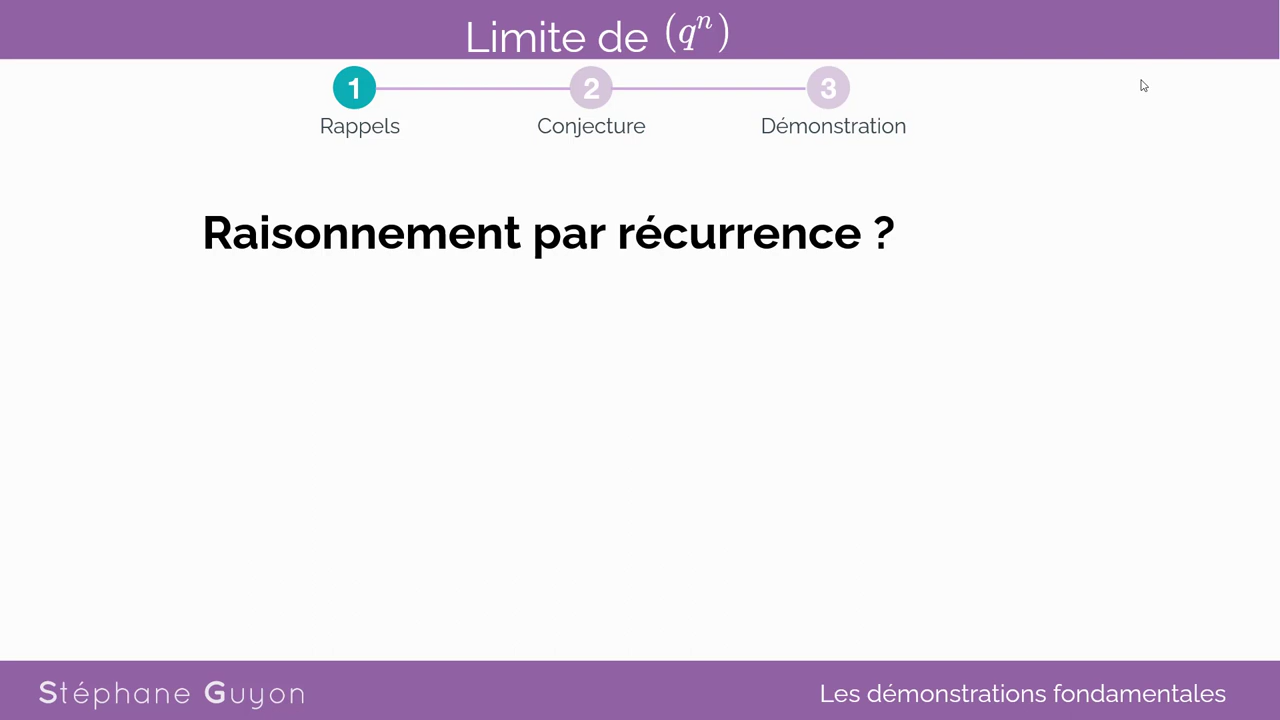 Limite de (qⁿ)
1 2 3
Rappels Conjecture Démonstration
Raisonnement par récurrence ?
Stéphane Guyon Les démonstrations fondamentales